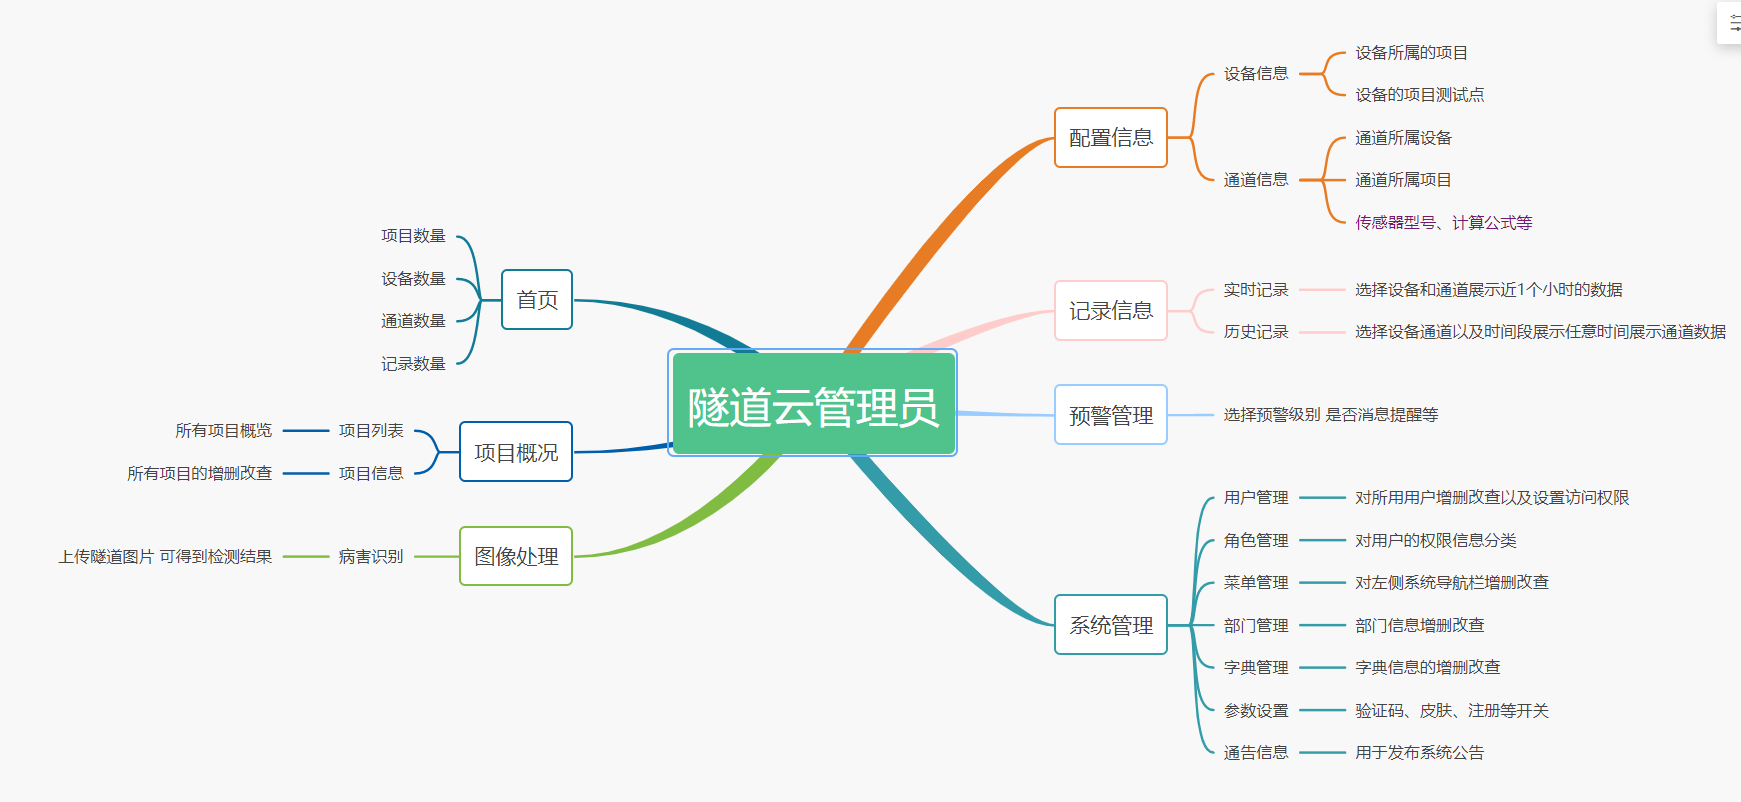 隧道云管理员
首页
项目数量
设备数量
通道数量
记录数量
项目概况
项目列表
所有项目概览
项目信息
所有项目的增删改查
图像处理
病害识别
上传隧道图片 可得到检测结果
配置信息
设备信息
设备所属的项目
设备的项目测试点
通道信息
通道所属设备
通道所属项目
传感器型号、计算公式等
记录信息
实时记录
选择设备和通道展示近1个小时的数据
历史记录
选择设备通道以及时间段展示任意时间展示通道数据
预警管理
选择预警级别 是否消息提醒等
系统管理
用户管理
对所用用户增删改查以及设置访问权限
角色管理
对用户的权限信息分类
菜单管理
对左侧系统导航栏增删改查
部门管理
部门信息增删改查
字典管理
字典信息的增删改查
参数设置
验证码、皮肤、注册等开关
通告信息
用于发布系统公告